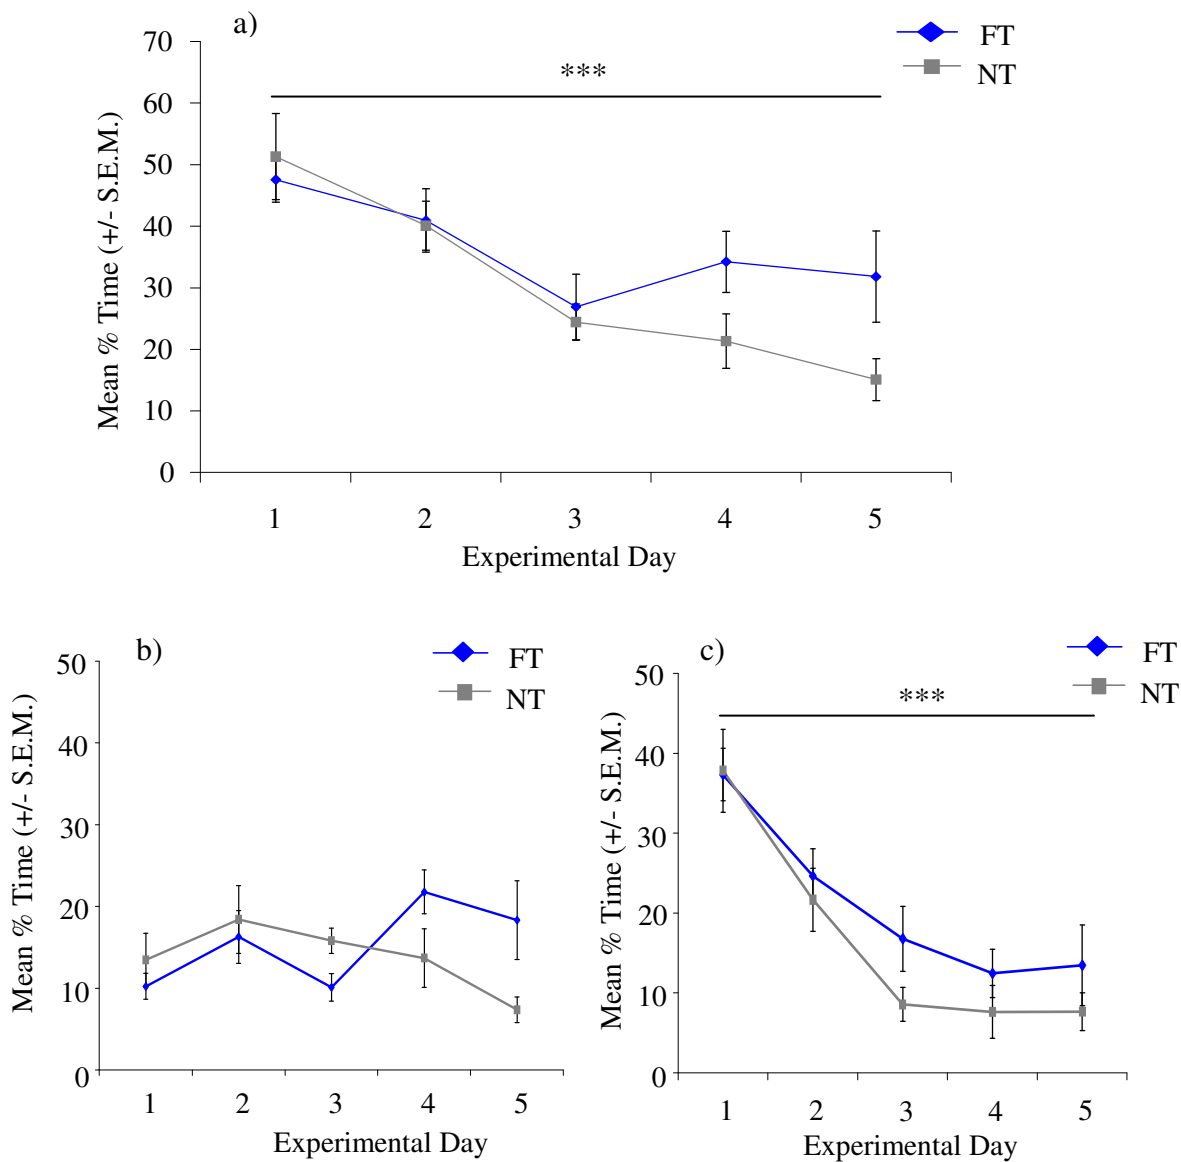 a)
FT
NT
***
70
60
50
40
30
20
10
0
Mean % Time (+/- S.E.M.)
1 2 3 4 5
Experimental Day
b)
FT
NT
50
40
30
20
10
0
Mean % Time (+/- S.E.M.)
1 2 3 4 5
Experimental Day
c)
FT
NT
***
50
40
30
20
10
0
Mean % Time (+/- S.E.M.)
1 2 3 4 5
Experimental Day